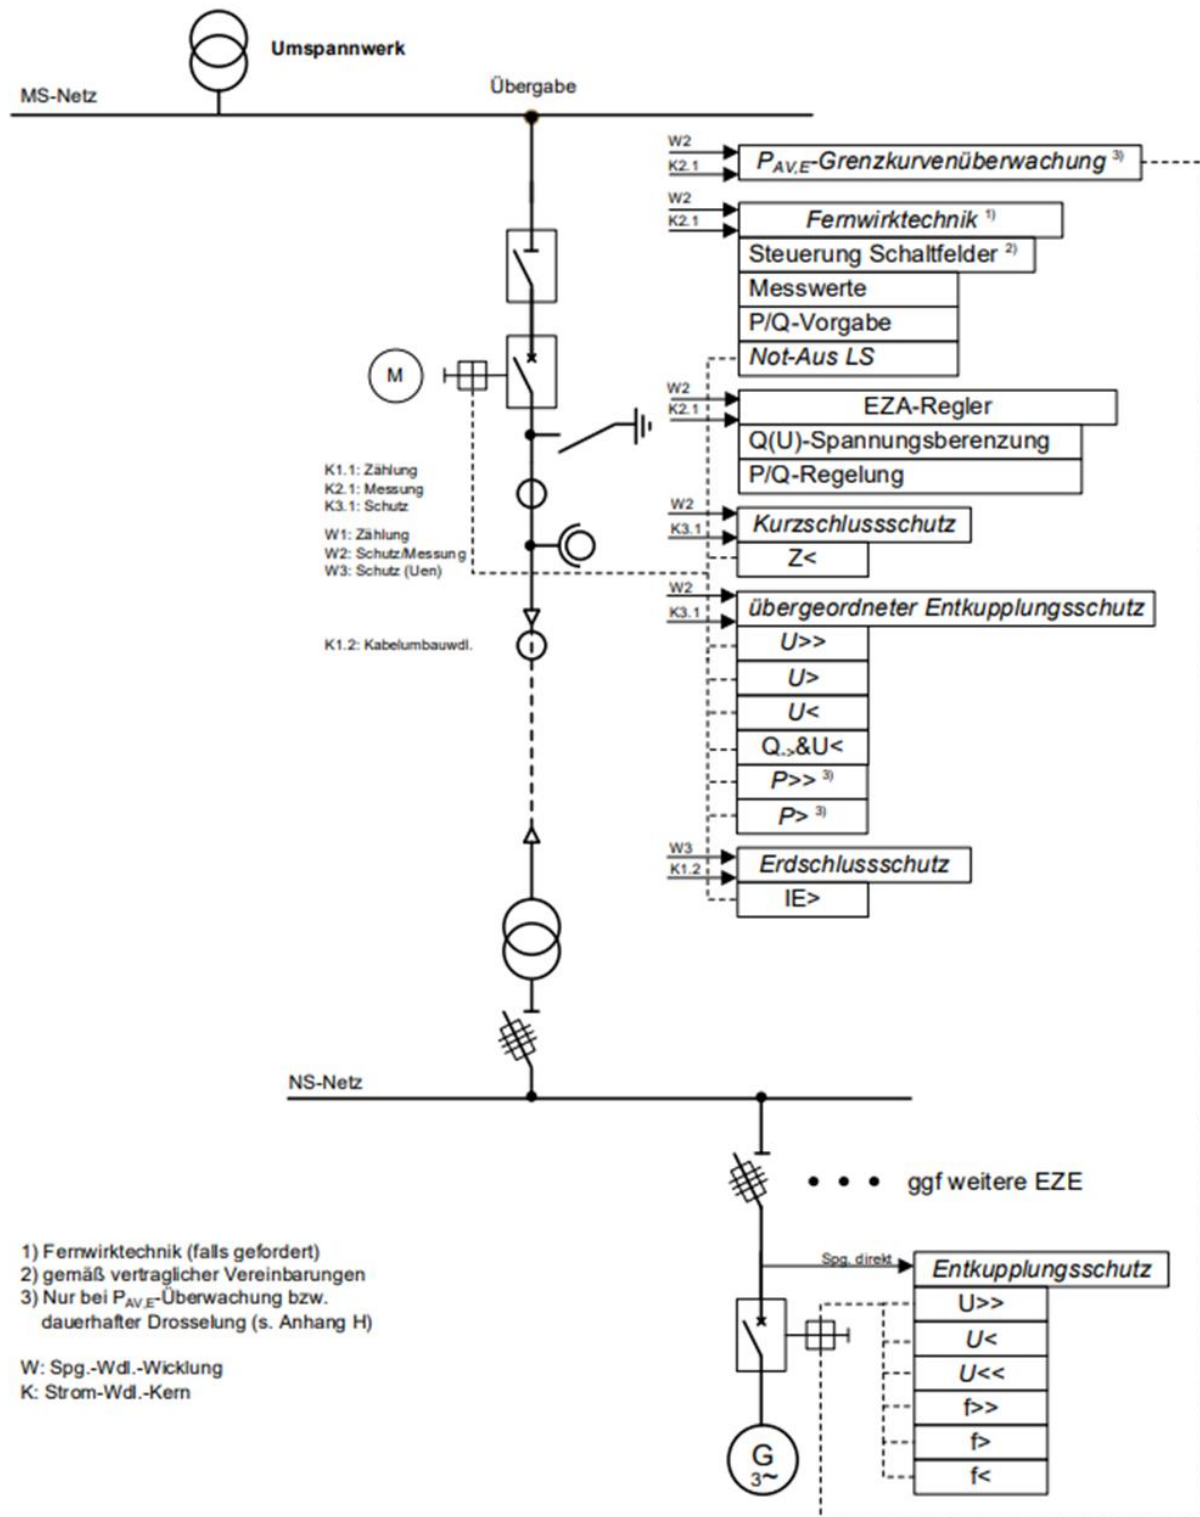 Umspannwerk
MS-Netz
Übergabe
W2
K2.1
P_AV,E-Grenzkurvenüberwachung 3)
W2
K2.1
Fernwirktechnik 1)
Steuerung Schaltfelder 2)
Messwerte
P/Q-Vorgabe
Not-Aus LS
M
W2
K2.1
EZA-Regler
Q(U)-Spannungsberenzung
P/Q-Regelung
K1.1: Zählung
K2.1: Messung
K3.1: Schutz
W1: Zählung
W2: Schutz/Messung
W3: Schutz (Uen)
W2
K3.1
Kurzschlussschutz
Z<
W2
K3.1
übergeordneter Entkupplungsschutz
U>>
U>
U<
Q->&U<
P>> 3)
P> 3)
K1.2: Kabelumbauwdl.
W3
K1.2
Erdschlussschutz
IE>
NS-Netz
ggf weitere EZE
1) Fernwirktechnik (falls gefordert)
2) gemäß vertraglicher Vereinbarungen
3) Nur bei P_AV,E-Überwachung bzw.
dauerhafter Drosselung (s. Anhang H)
W: Spg.-Wdl.-Wicklung
K: Strom-Wdl.-Kern
Spg. direkt
Entkupplungsschutz
U>>
U<
U<<
f>>
f>
f<
G
3~